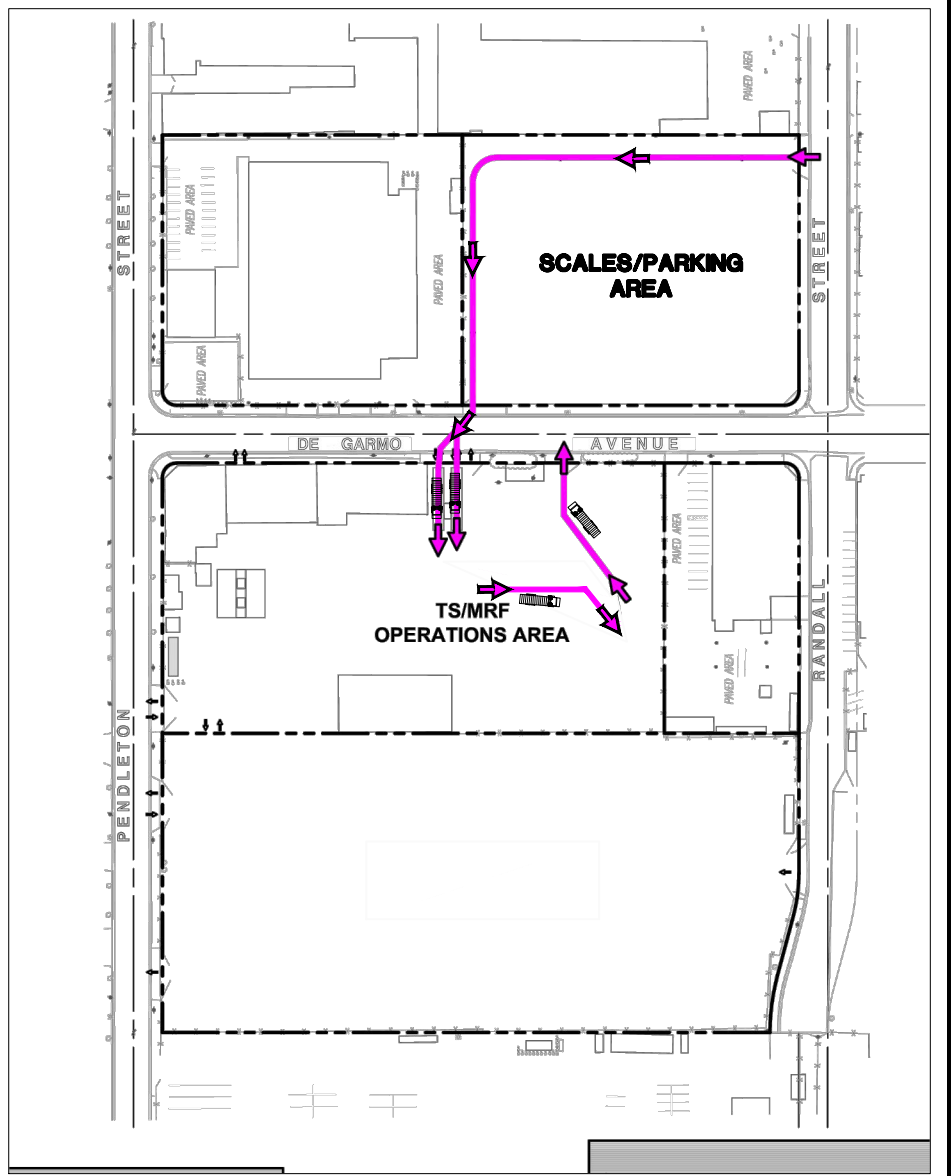 PAVED AREA
STREET
PAVED AREA
PAVED AREA
SCALES/PARKING
AREA
STREET
PAVED AREA
DE GARMO
AVENUE
PAVED AREA
TS/MRF
OPERATIONS AREA
RANDALL
PAVED AREA
PENDLETON